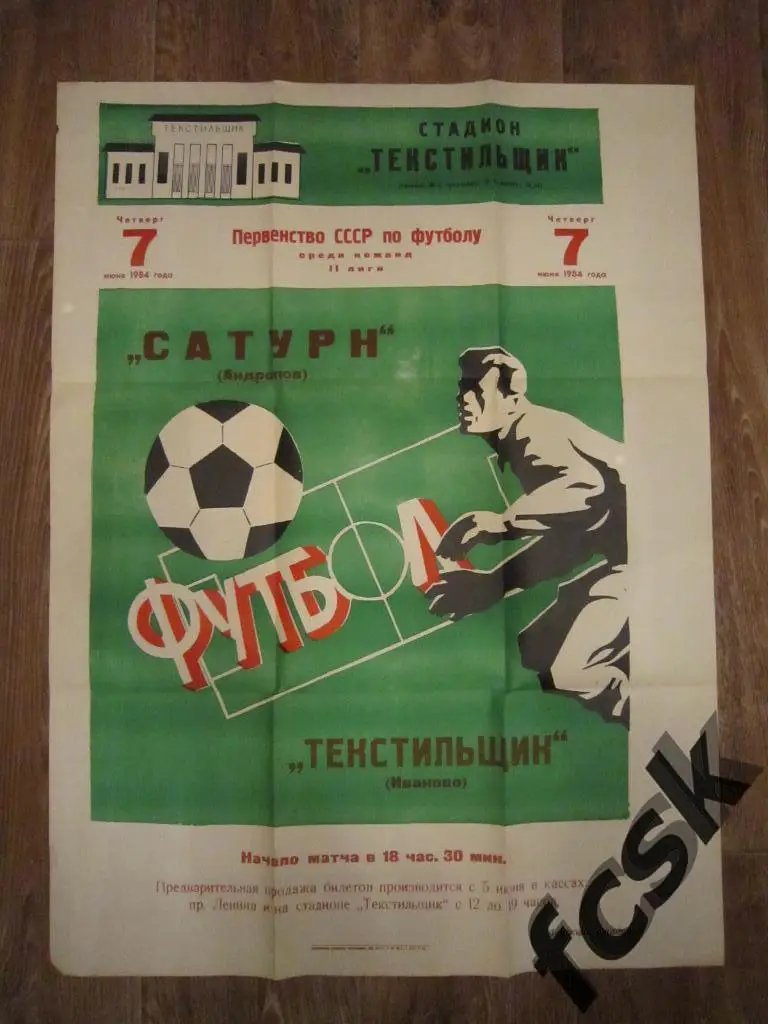 ТЕКСТИЛЬЩИК
СТАДИОН
„ТЕКСТИЛЬЩИК“
Четверг
7
июня 1984 года
Первенство СССР по футболу
среди команд
II лиги
Четверг
7
июня 1984 года
„САТУРН“
(Андропов)
ФУТБОЛ
„ТЕКСТИЛЬЩИК“
(Иваново)
Начало матча в 18 час. 30 мин.
Предварительная продажа билетов производится с 5 июня в кассах:
пр. Ленина и на стадионе „Текстильщик“ с 12 до 19 часов.
fcsk